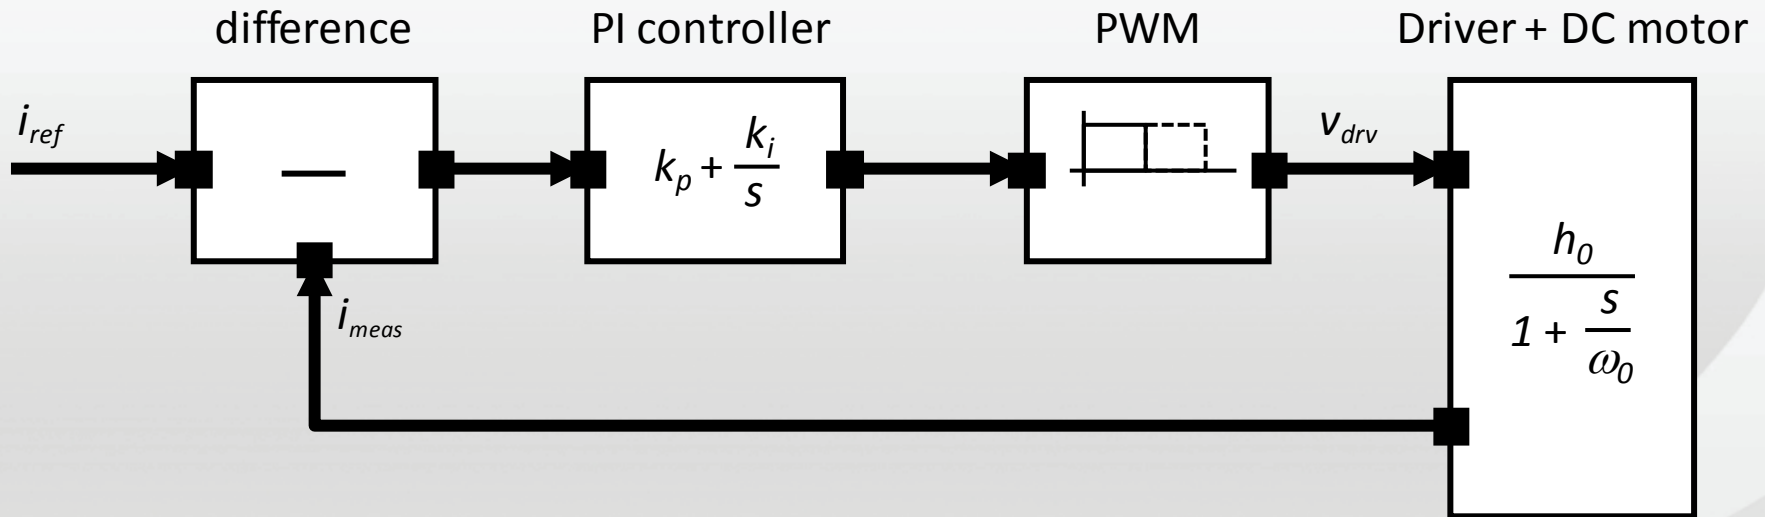 difference
PI controller
PWM
Driver + DC motor
i_ref
k_p + k_i / s
v_drv
h_0 / (1 + s / ω_0)
i_meas